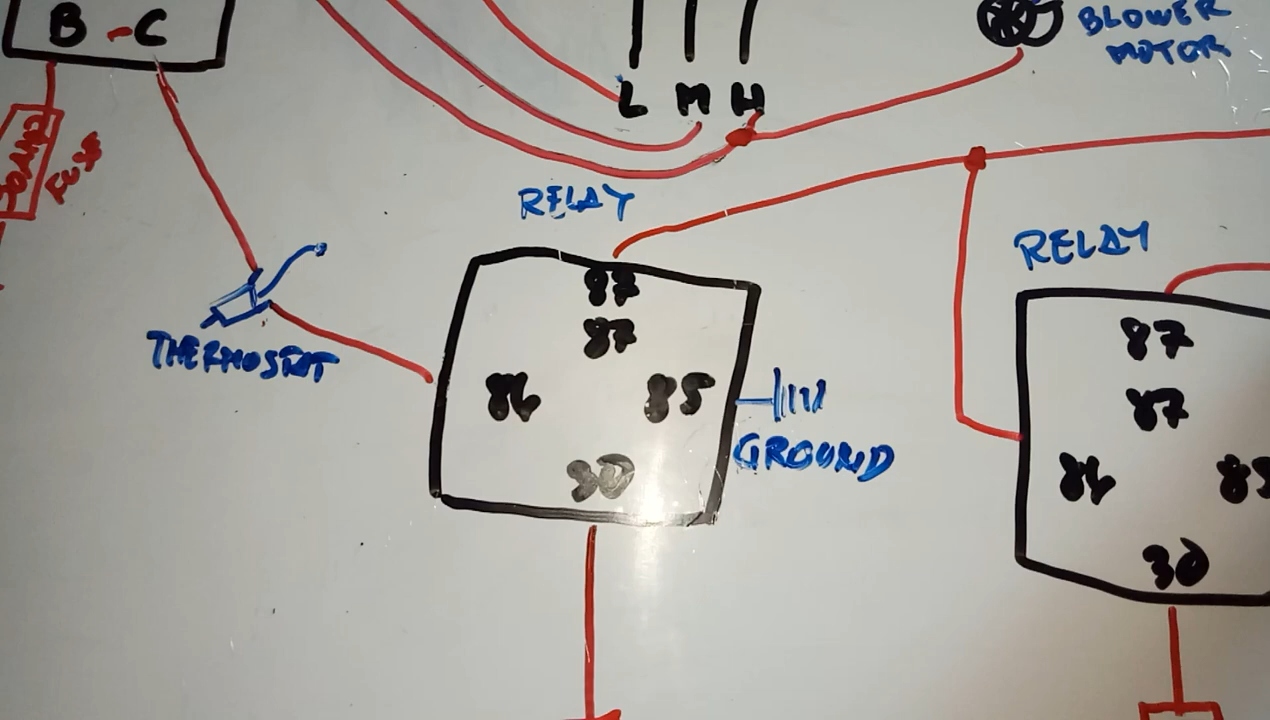 B - C
L M H
BLOWER
MOTOR
FUSE
RELAY
87
87
86 85
30
THERMOSTAT
GROUND
RELAY
87
87
86 85
30